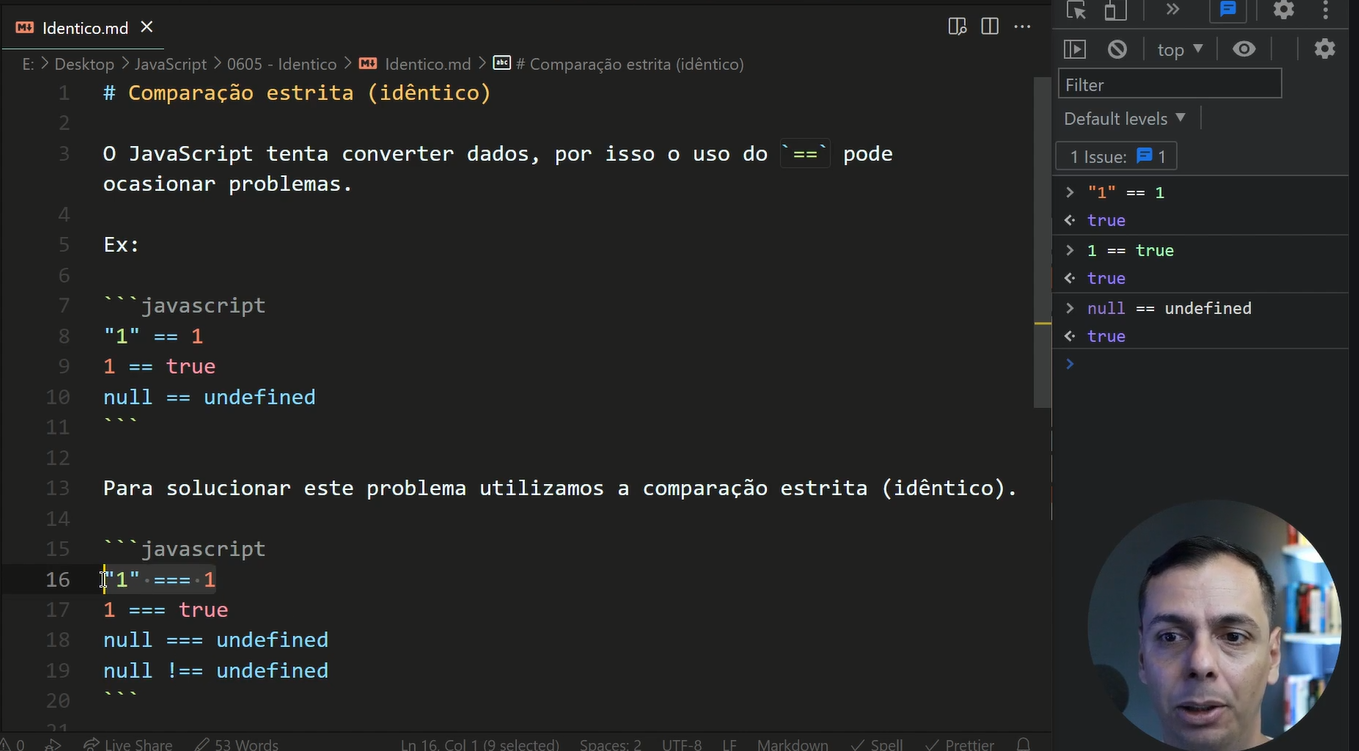 Identico.md
E: > Desktop > JavaScript > 0605 - Identico > Identico.md > # Comparação estrita (idêntico)
1 # Comparação estrita (idêntico)
2
3 O JavaScript tenta converter dados, por isso o uso do `==` pode
ocasionar problemas.
4
5 Ex:
6
7 ```javascript
8 "1" == 1
9 1 == true
10 null == undefined
11 ```
12
13 Para solucionar este problema utilizamos a comparação estrita (idêntico).
14
15 ```javascript
16 "1" === 1
17 1 === true
18 null === undefined
19 null !== undefined
20 ```
21
0 Live Share 53 Words Ln 16, Col 1 (9 selected) Spaces: 2 UTF-8 LF Markdown Spell Prettier
top
Filter
Default levels
1 Issue: 1
> "1" == 1
true
> 1 == true
true
> null == undefined
true
>